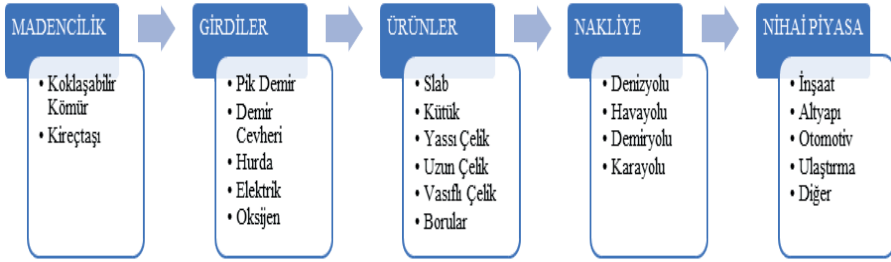 MADENCİLİK
• Koklaşabilir
Kömür
• Kireçtaşı
GİRDİLER
• Pik Demir
• Demir
Cevheri
• Hurda
• Elektrik
• Oksijen
ÜRÜNLER
• Slab
• Kütük
• Yassı Çelik
• Uzun Çelik
• Vasıflı Çelik
• Borular
NAKLİYE
• Denizyolu
• Havayolu
• Demiryolu
• Karayolu
NİHAİ PİYASA
• İnşaat
• Altyapı
• Otomotiv
• Ulaştırma
• Diğer